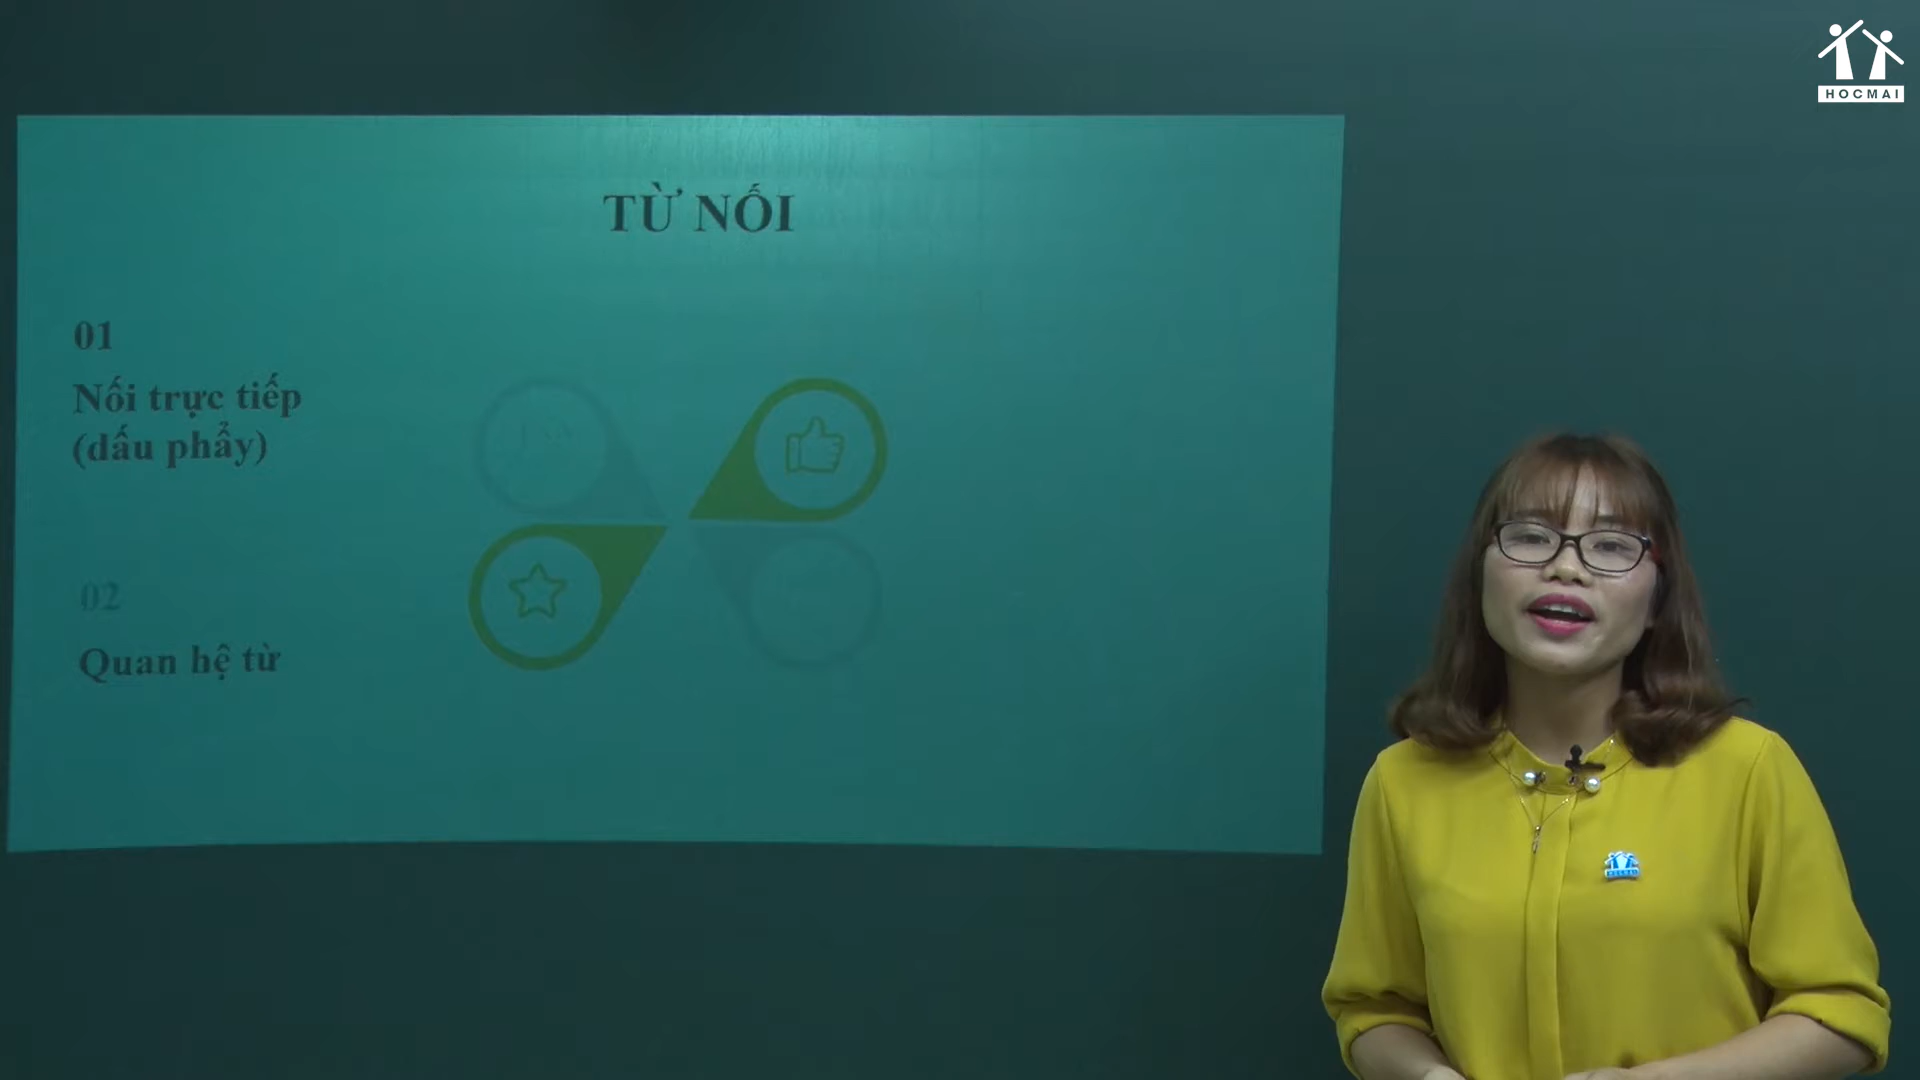 HOCMAI
TỪ NỐI
01
Nối trực tiếp
(dấu phẩy)
02
Quan hệ từ